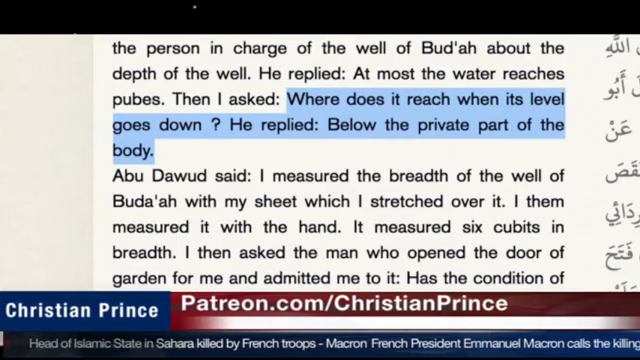 the person in charge of the well of Bud'ah about the
depth of the well. He replied: At most the water reaches
pubes. Then I asked: Where does it reach when its level
goes down ? He replied: Below the private part of the
body.
Abu Dawud said: I measured the breadth of the well of
Buda'ah with my sheet which I stretched over it. I them
measured it with the hand. It measured six cubits in
breadth. I then asked the man who opened the door of
garden for me and admitted me to it: Has the condition of
عَنْ
فَتَحَ
Christian Prince
Patreon.com/ChristianPrince
Head of Islamic State in Sahara killed by French troops - Macron French President Emmanuel Macron calls the killing